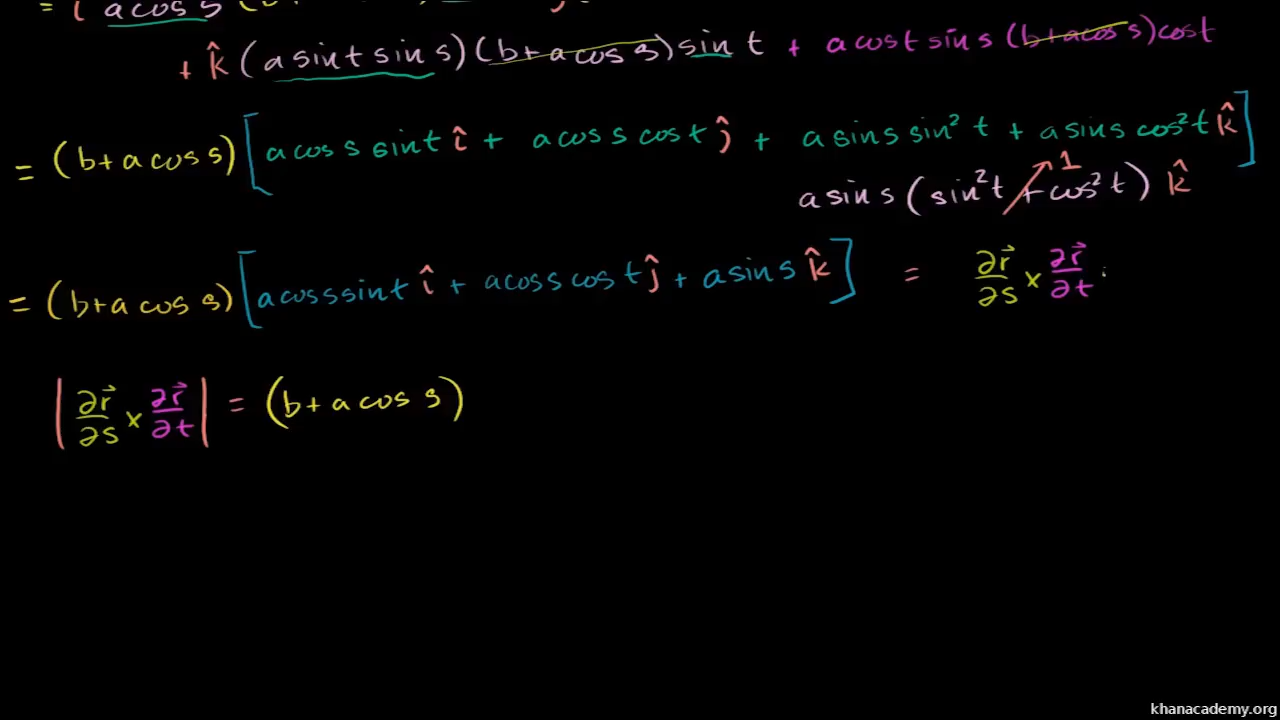 = ( a cos s (b
+ k̂ (a sin t sin s)(b + a cos s) sin t + a cos t sin s (b + a cos s) cos t
= (b + a cos s) [a cos s sin t î + a cos s cos t ĵ + a sin s sin² t + a sin s cos² t k̂]
a sin s (sin² t + cos² t) k̂
1
= (b + a cos s) [a cos s sin t î + a cos s cos t ĵ + a sin s k̂] = ∂r⃗/∂s × ∂r⃗/∂t
|∂r⃗/∂s × ∂r⃗/∂t| = (b + a cos s)
khanacademy.org